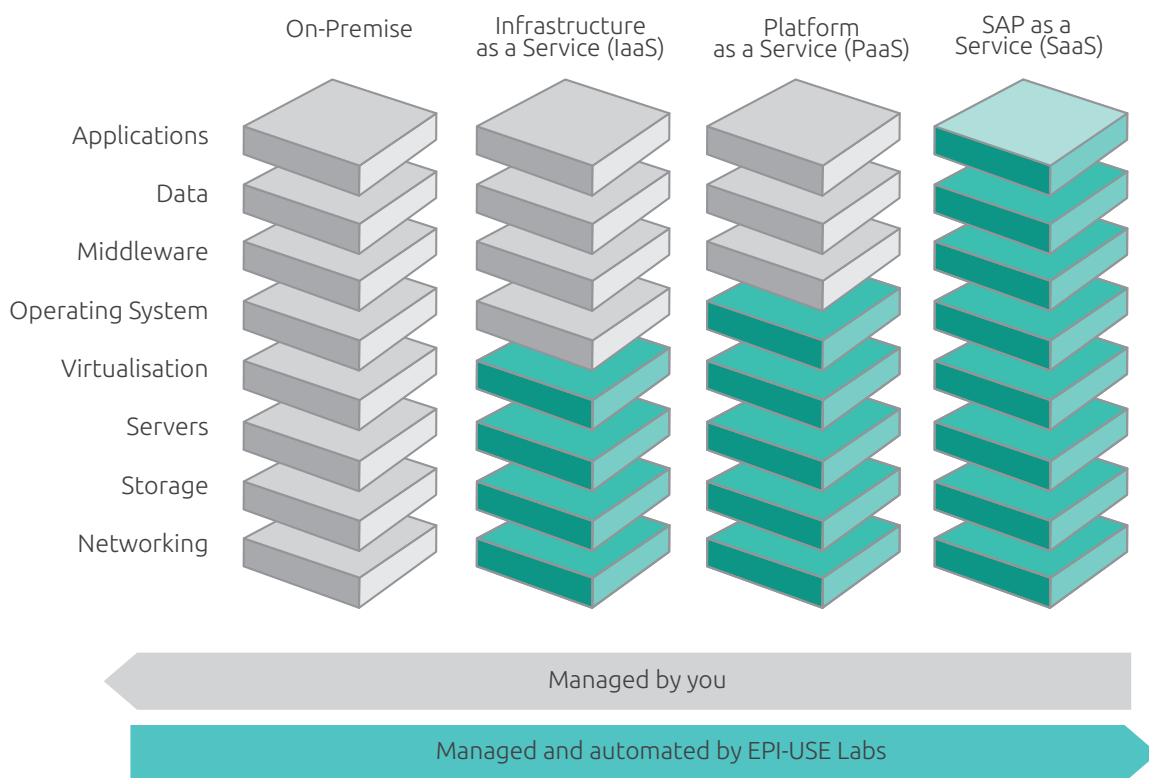 On-Premise
Infrastructure
as a Service (IaaS)
Platform
as a Service (PaaS)
SAP as a
Service (SaaS)
Applications
Data
Middleware
Operating System
Virtualisation
Servers
Storage
Networking
Managed by you
Managed and automated by EPI-USE Labs